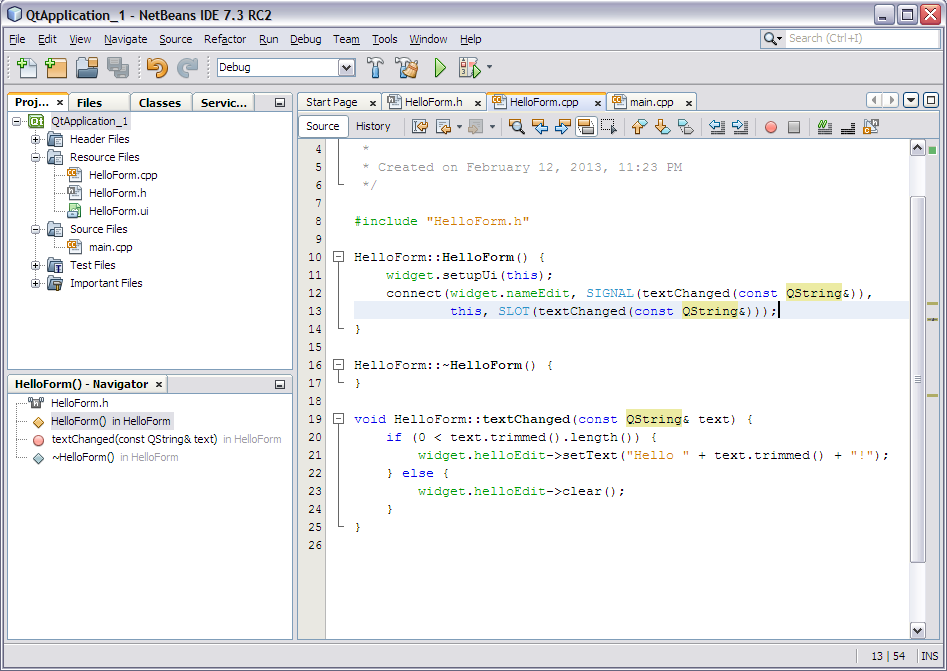 QtApplication_1 - NetBeans IDE 7.3 RC2
File Edit View Navigate Source Refactor Run Debug Team Tools Window Help
Search (Ctrl+I)
Debug
Proj... × Files Classes Servic...
QtApplication_1
Header Files
Resource Files
HelloForm.cpp
HelloForm.h
HelloForm.ui
Source Files
main.cpp
Test Files
Important Files
HelloForm() - Navigator ×
HelloForm.h
HelloForm() in HelloForm
textChanged(const QString& text) in HelloForm
~HelloForm() in HelloForm
Start Page × HelloForm.h × HelloForm.cpp × main.cpp ×
Source History
4 *
5 * Created on February 12, 2013, 11:23 PM
6 */
7
8 #include "HelloForm.h"
9
10 HelloForm::HelloForm() {
11 widget.setupUi(this);
12 connect(widget.nameEdit, SIGNAL(textChanged(const QString&)),
13 this, SLOT(textChanged(const QString&)));
14 }
15
16 HelloForm::~HelloForm() {
17 }
18
19 void HelloForm::textChanged(const QString& text) {
20 if (0 < text.trimmed().length()) {
21 widget.helloEdit->setText("Hello " + text.trimmed() + "!");
22 } else {
23 widget.helloEdit->clear();
24 }
25 }
26
13 | 54 INS